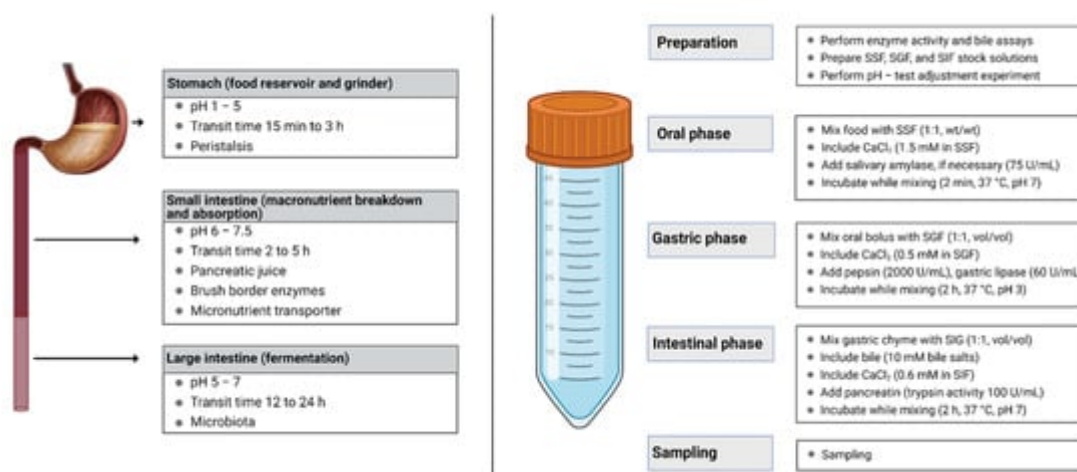 Stomach (food reservoir and grinder)
pH 1 – 5
Transit time 15 min to 3 h
Peristalsis
Small intestine (macronutrient breakdown
and absorption)
pH 6 – 7.5
Transit time 2 to 5 h
Pancreatic juice
Brush border enzymes
Micronutrient transporter
Large intestine (fermentation)
pH 5 – 7
Transit time 12 to 24 h
Microbiota
Preparation
Perform enzyme activity and bile assays
Prepare SSF, SGF, and SIF stock solutions
Perform pH – test adjustment experiment
Oral phase
Mix food with SSF (1:1, wt/wt)
Include CaCl₂ (1.5 mM in SSF)
Add salivary amylase, if necessary (75 U/mL)
Incubate while mixing (2 min, 37 °C, pH 7)
Gastric phase
Mix oral bolus with SGF (1:1, vol/vol)
Include CaCl₂ (0.5 mM in SGF)
Add pepsin (2000 U/mL), gastric lipase (60 U/mL
Incubate while mixing (2 h, 37 °C, pH 3)
Intestinal phase
Mix gastric chyme with SIG (1:1, vol/vol)
Include bile (10 mM bile salts)
Include CaCl₂ (0.6 mM in SIF)
Add pancreatin (trypsin activity 100 U/mL)
Incubate while mixing (2 h, 37 °C, pH 7)
Sampling
Sampling